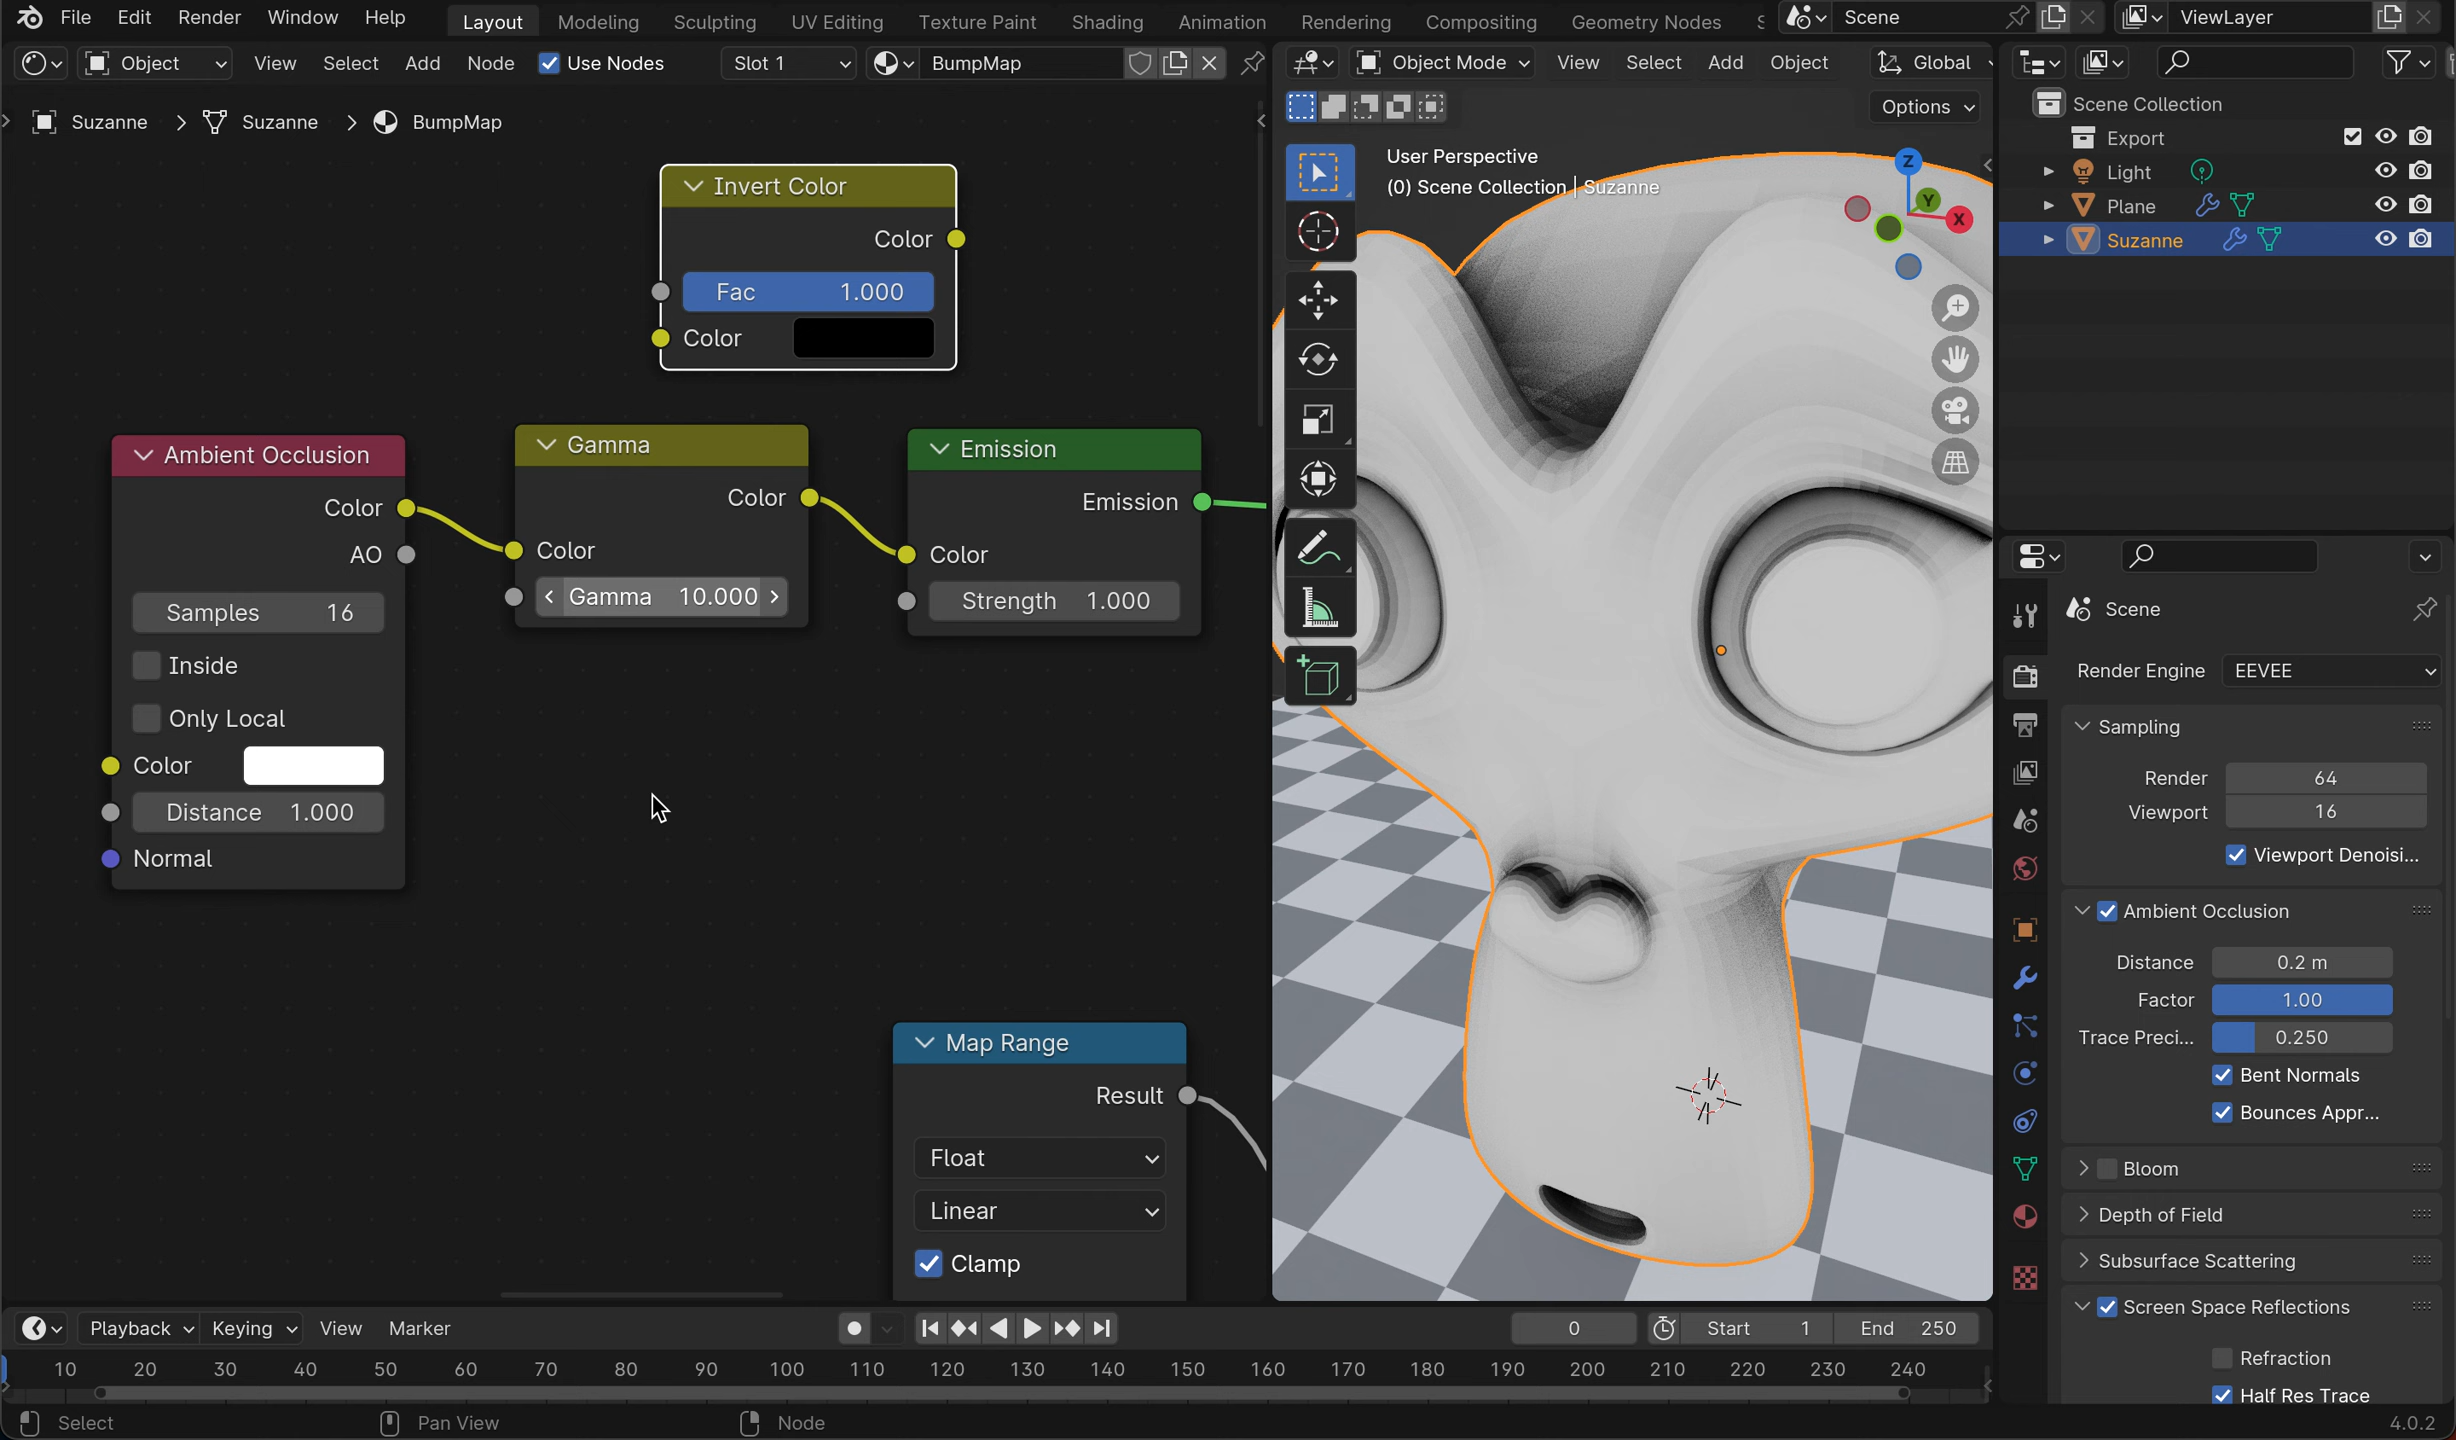 File Edit Render Window Help Layout Modeling Sculpting UV Editing Texture Paint Shading Animation Rendering Compositing Geometry Nodes Scene ViewLayer
Object View Select Add Node Use Nodes Slot 1 BumpMap
Object Mode View Select Add Object Global
Options
Suzanne Suzanne BumpMap
User Perspective
(0) Scene Collection | Suzanne
Z
Y
X
Invert Color
Color
Fac 1.000
Color
Ambient Occlusion
Color
AO
Samples 16
Inside
Only Local
Color
Distance 1.000
Normal
Gamma
Color
Color
Gamma 10.000
Emission
Emission
Color
Strength 1.000
Map Range
Result
Float
Linear
Clamp
Scene Collection
Export
Light
Plane
Suzanne
Scene
Render Engine EEVEE
Sampling
Render 64
Viewport 16
Viewport Denoisi...
Ambient Occlusion
Distance 0.2 m
Factor 1.00
Trace Preci... 0.250
Bent Normals
Bounces Appr...
Bloom
Depth of Field
Subsurface Scattering
Screen Space Reflections
Refraction
Half Res Trace
Playback Keying View Marker 0 Start 1 End 250
10 20 30 40 50 60 70 80 90 100 110 120 130 140 150 160 170 180 190 200 210 220 230 240
Select Pan View Node 4.0.2